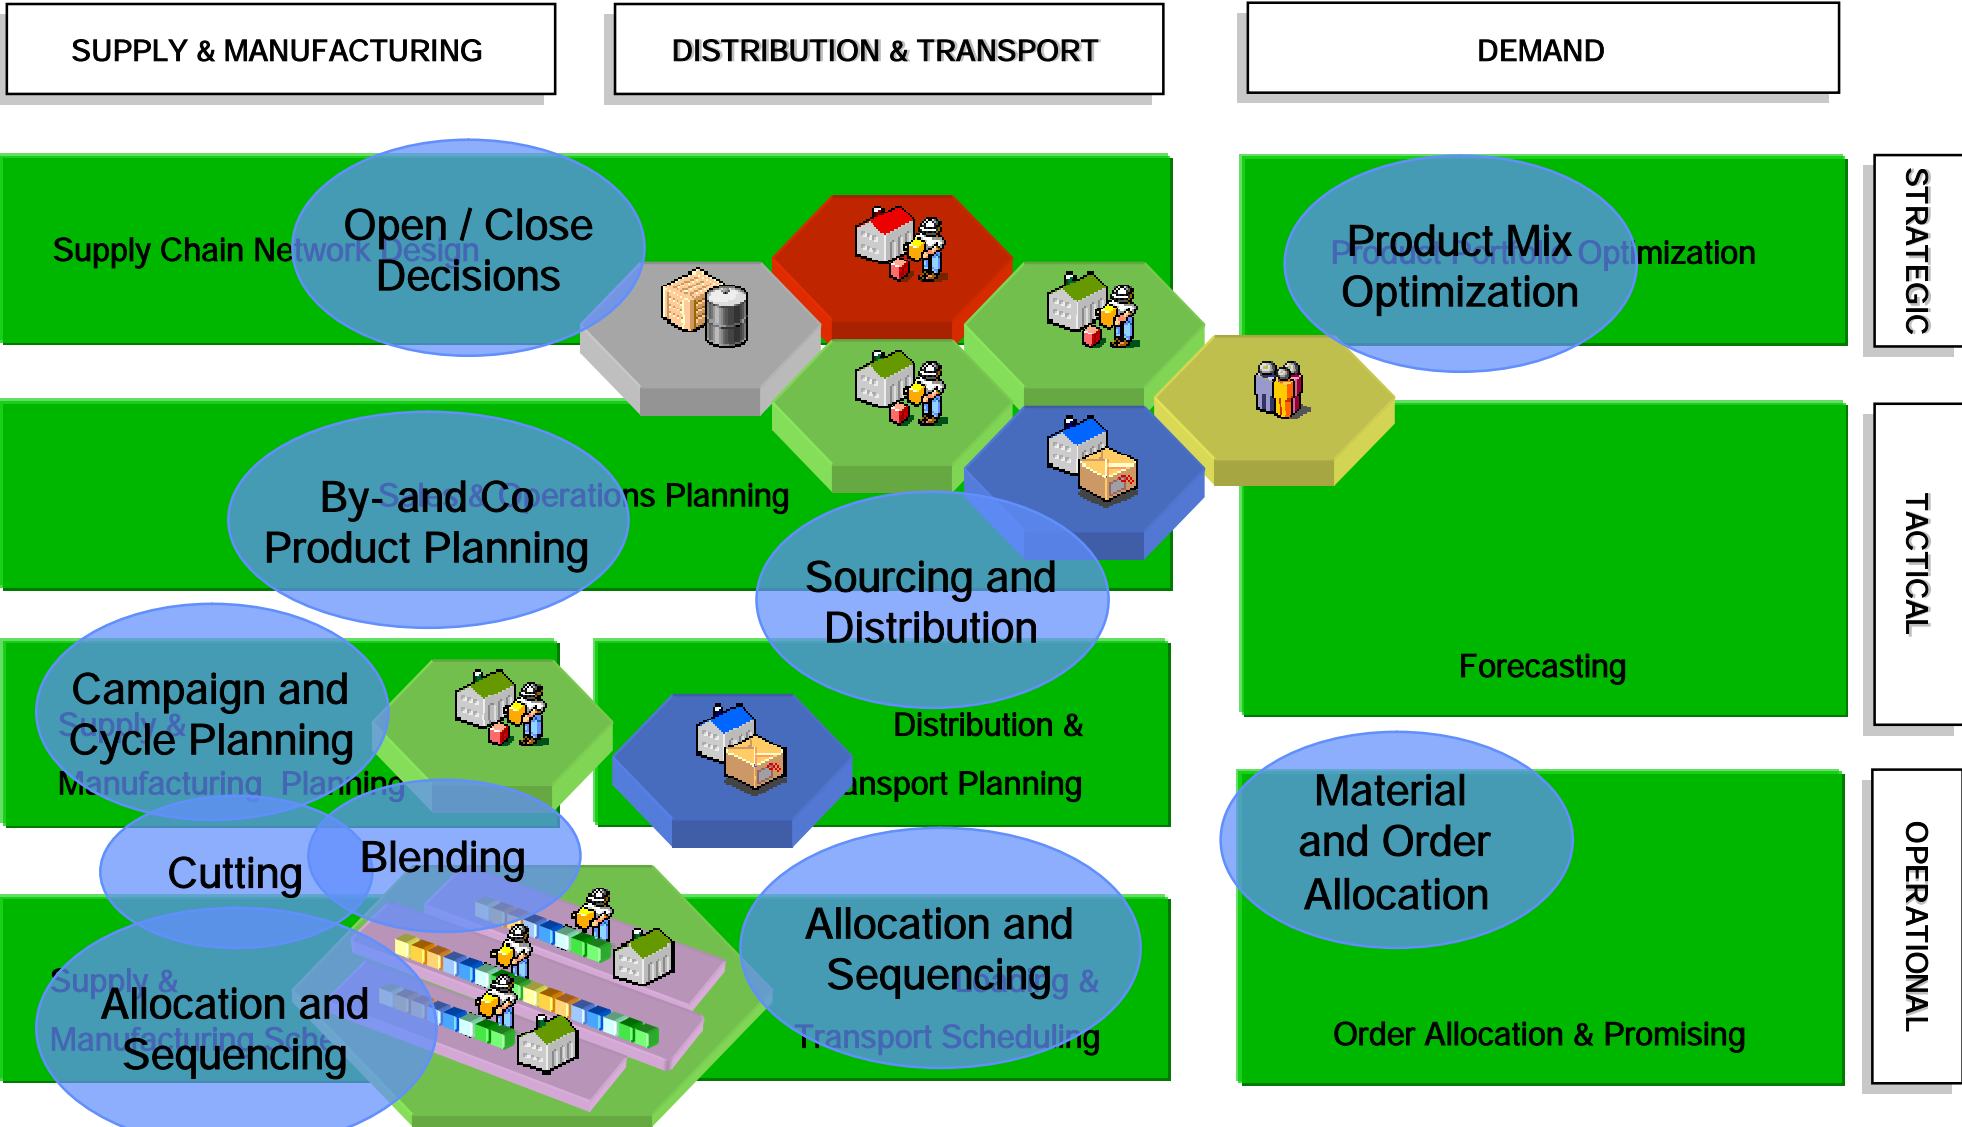 SUPPLY & MANUFACTURING
DISTRIBUTION & TRANSPORT
DEMAND
STRATEGIC
TACTICAL
OPERATIONAL
Supply Chain Network Design
Open / Close
Decisions
Product Portfolio Optimization
Product Mix
Optimization
Sales & Operations Planning
By- and Co
Product Planning
Sourcing and
Distribution
Forecasting
Supply &
Manufacturing Planning
Campaign and
Cycle Planning
Distribution &
ansport Planning
Cutting
Blending
Material
and Order
Allocation
Supply &
Manufacturing Sche
Allocation and
Sequencing
Loading &
Transport Scheduling
Allocation and
Sequencing
Order Allocation & Promising